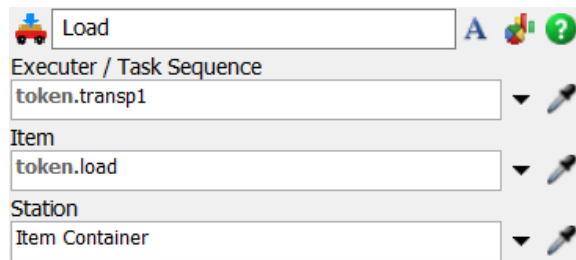 Load
Executer / Task Sequence
token.transp1
Item
token.load
Station
Item Container